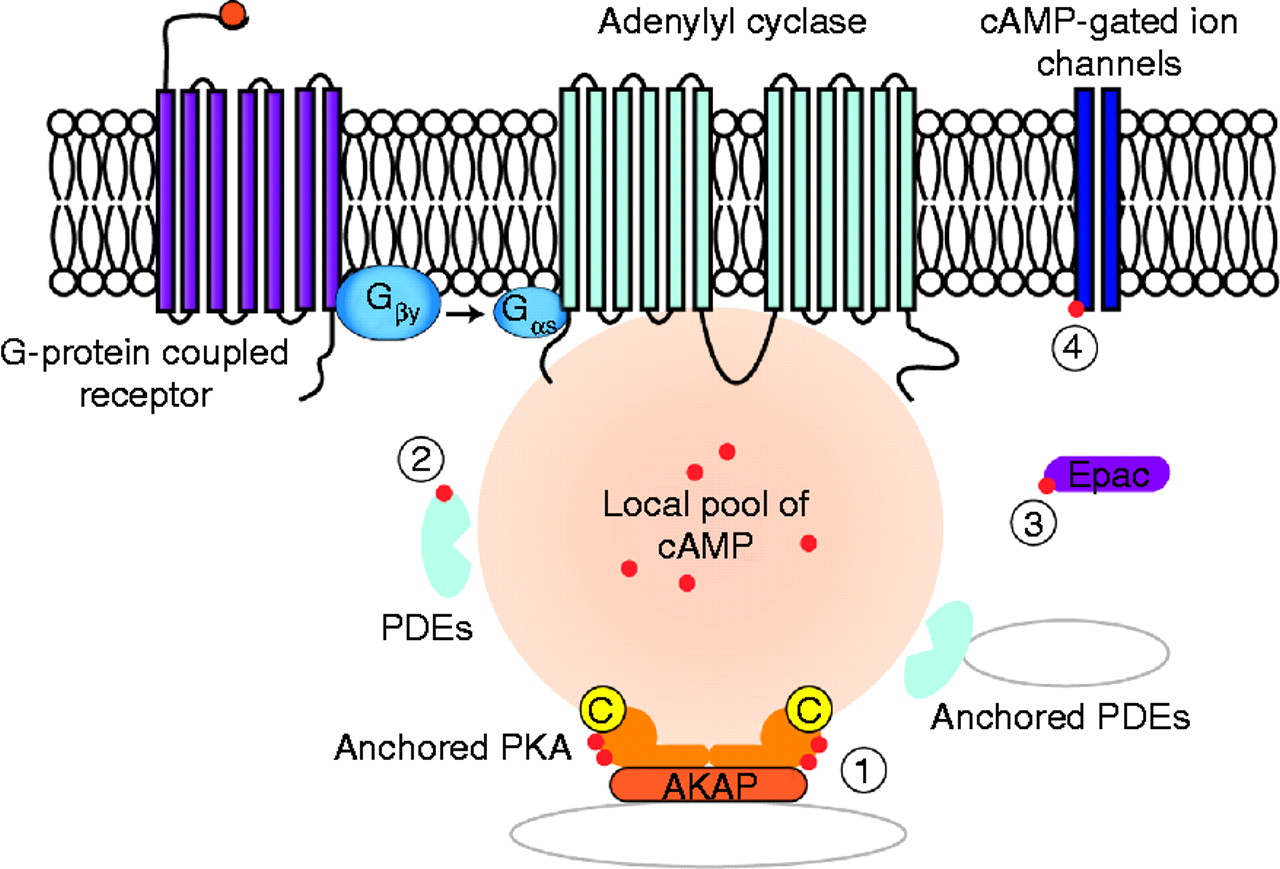 Adenylyl cyclase
cAMP-gated ion
channels
Gβy
Gαs
G-protein coupled
receptor
4
2
Epac
3
Local pool of
cAMP
PDEs
C
C
Anchored PDEs
Anchored PKA
1
AKAP